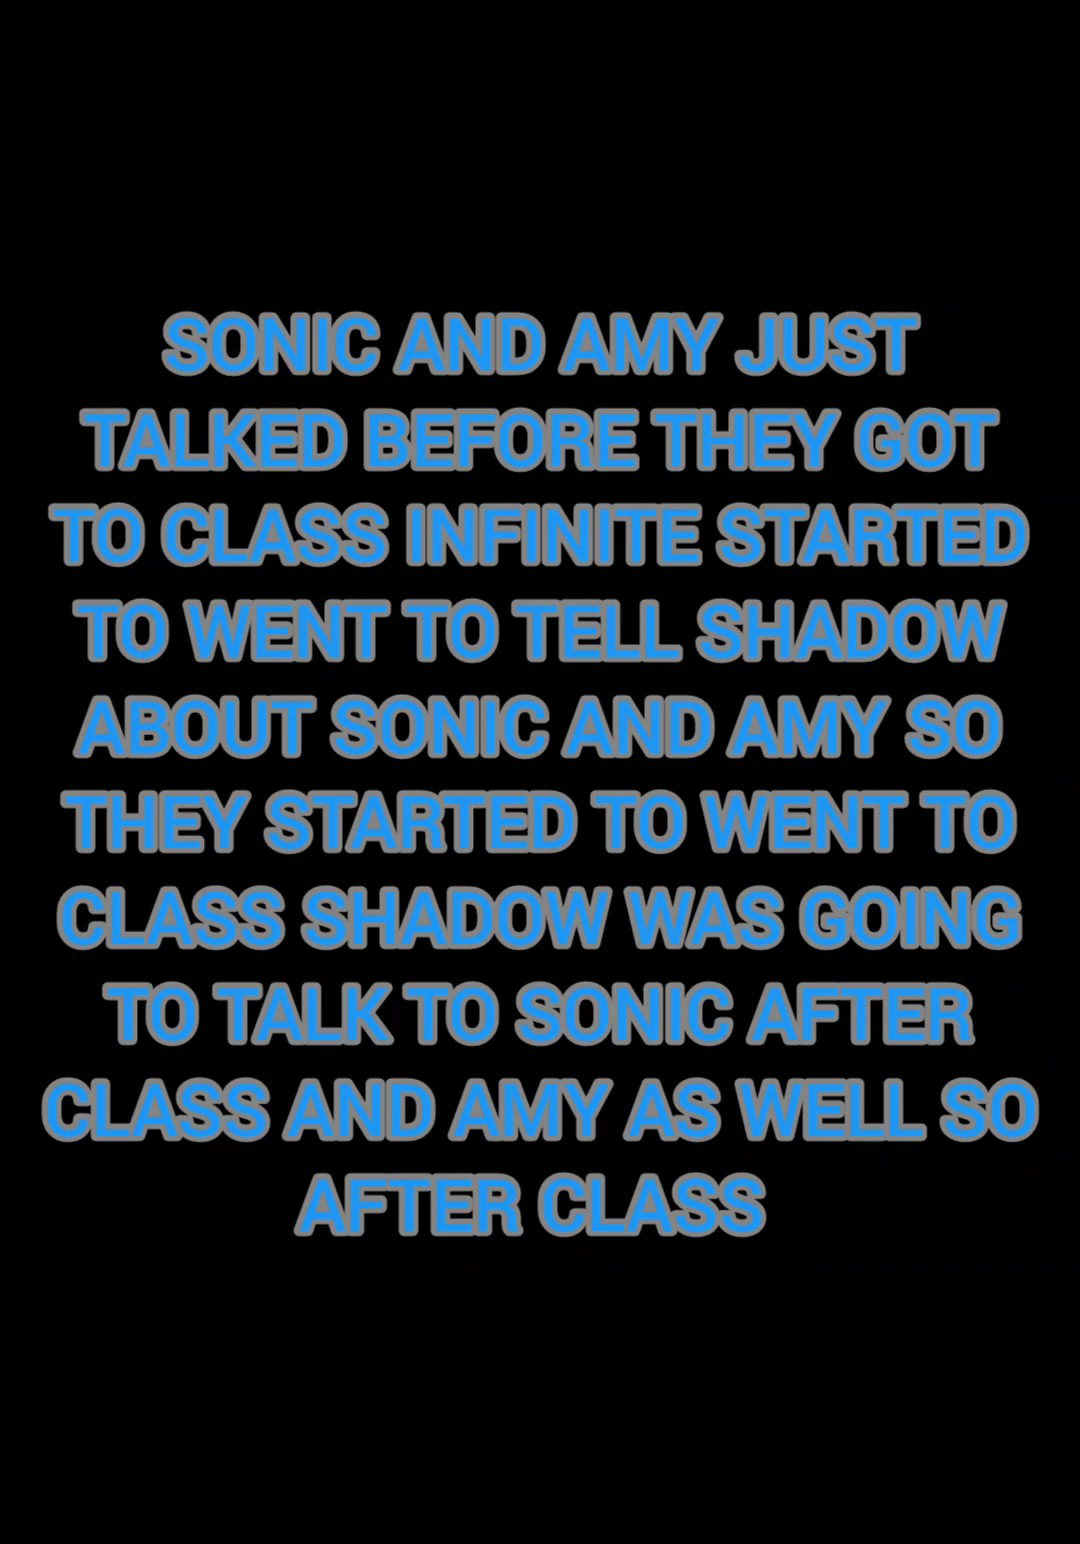 SONIC AND AMY JUST
TALKED BEFORE THEY GOT
TO CLASS INFINITE STARTED
TO WENT TO TELL SHADOW
ABOUT SONIC AND AMY SO
THEY STARTED TO WENT TO
CLASS SHADOW WAS GOING
TO TALK TO SONIC AFTER
CLASS AND AMY AS WELL SO
AFTER CLASS